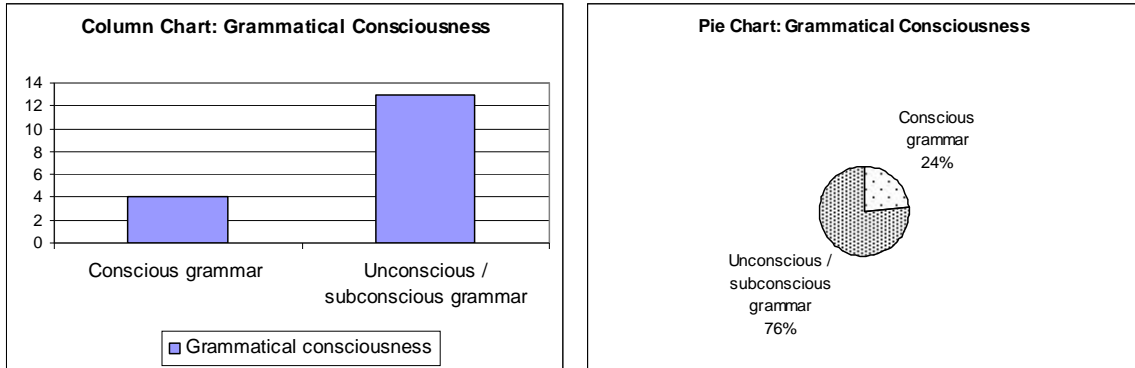 Column Chart: Grammatical Consciousness
14
12
10
8
6
4
2
0
Conscious grammar
Unconscious /
subconscious grammar
Grammatical consciousness
Pie Chart: Grammatical Consciousness
Conscious
grammar
24%
Unconscious /
subconscious
grammar
76%